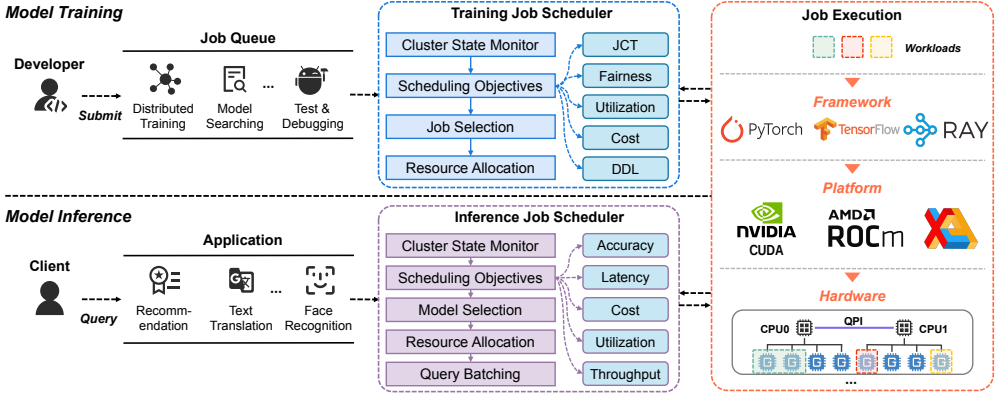 Model Training
Developer
Submit
Job Queue
Distributed
Training
Model
Searching
...
Test &
Debugging
Training Job Scheduler
Cluster State Monitor
Scheduling Objectives
Job Selection
Resource Allocation
JCT
Fairness
Utilization
Cost
DDL
Model Inference
Client
Query
Application
Recomm-
endation
Text
Translation
...
Face
Recognition
Inference Job Scheduler
Cluster State Monitor
Scheduling Objectives
Model Selection
Resource Allocation
Query Batching
Accuracy
Latency
Cost
Utilization
Throughput
Job Execution
Workloads
Framework
PyTorch
TensorFlow
RAY
Platform
NVIDIA
CUDA
AMD
ROCm
XLA
Hardware
CPU0
QPI
CPU1
G G G G G G G G
...